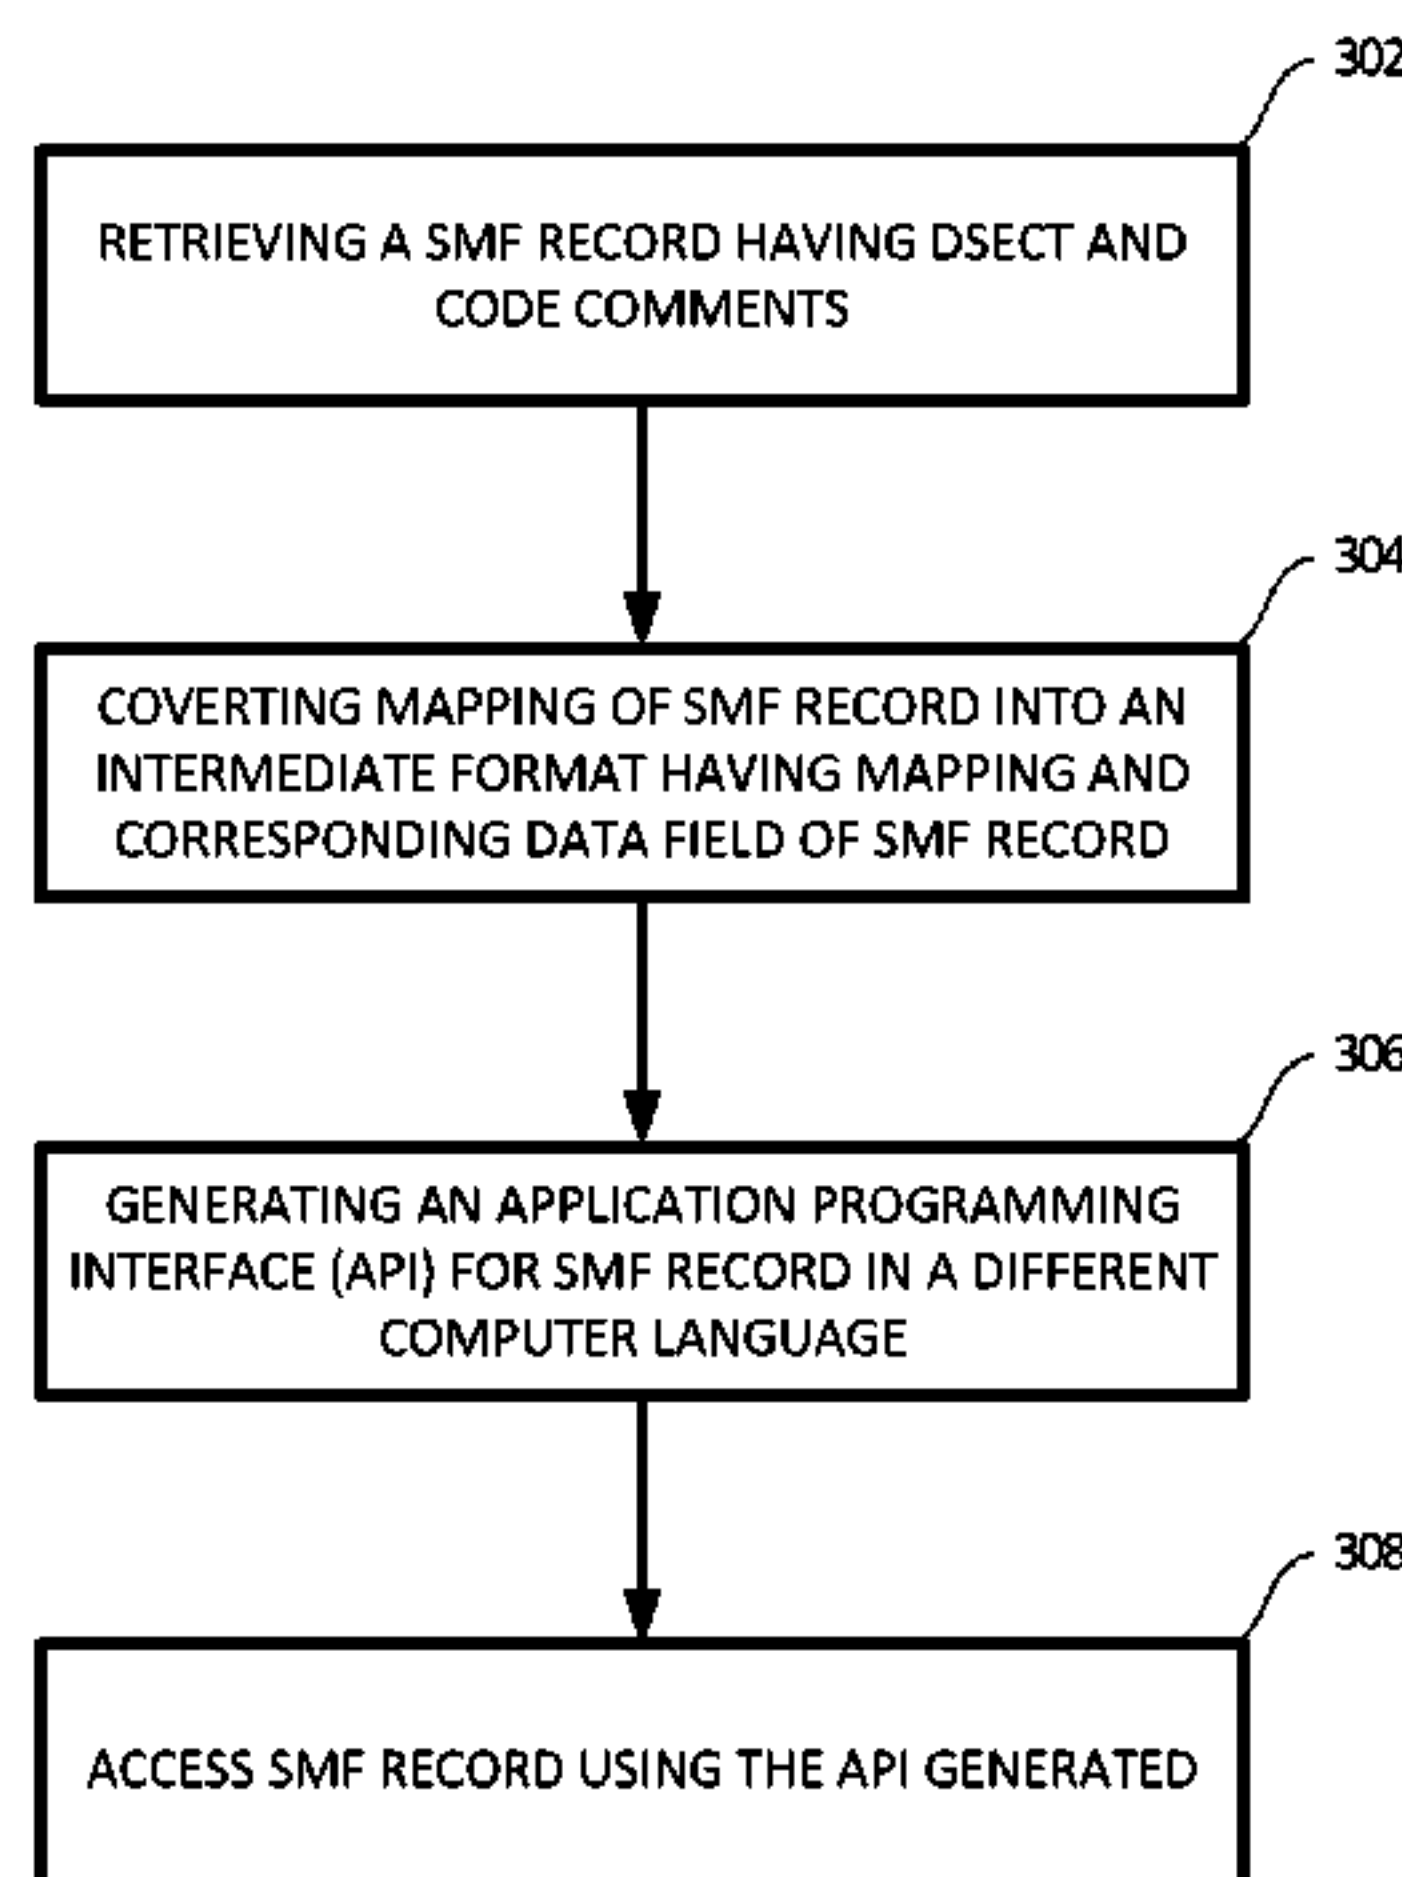 302
RETRIEVING A SMF RECORD HAVING DSECT AND
CODE COMMENTS
304
COVERTING MAPPING OF SMF RECORD INTO AN
INTERMEDIATE FORMAT HAVING MAPPING AND
CORRESPONDING DATA FIELD OF SMF RECORD
306
GENERATING AN APPLICATION PROGRAMMING
INTERFACE (API) FOR SMF RECORD IN A DIFFERENT
COMPUTER LANGUAGE
308
ACCESS SMF RECORD USING THE API GENERATED